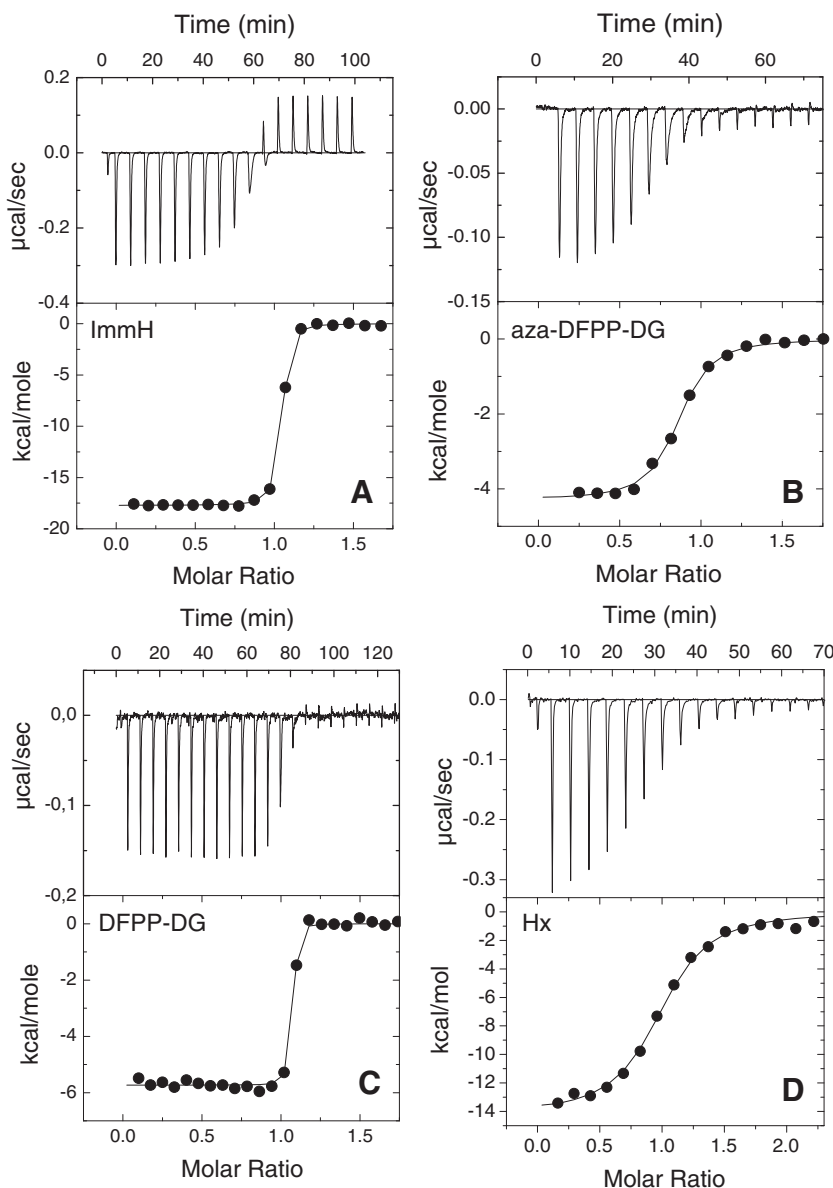 Time (min)
0 20 40 60 80 100
0.2
0.0
-0.2
-0.4
µcal/sec
0
-5
-10
-15
-20
kcal/mole
ImmH
A
0.0 0.5 1.0 1.5
Molar Ratio
Time (min)
0 20 40 60
0.00
-0.05
-0.10
-0.15
µcal/sec
0
-2
-4
kcal/mole
aza-DFPP-DG
B
0.0 0.5 1.0 1.5
Molar Ratio
Time (min)
0 20 40 60 80 100 120
0,0
-0,1
-0,2
µcal/sec
0
-2
-4
-6
kcal/mole
DFPP-DG
C
0.0 0.5 1.0 1.5
Molar Ratio
Time (min)
0 10 20 30 40 50 60 70
0.0
-0.1
-0.2
-0.3
µcal/sec
0
-2
-4
-6
-8
-10
-12
-14
kcal/mol
Hx
D
0.0 0.5 1.0 1.5 2.0
Molar Ratio